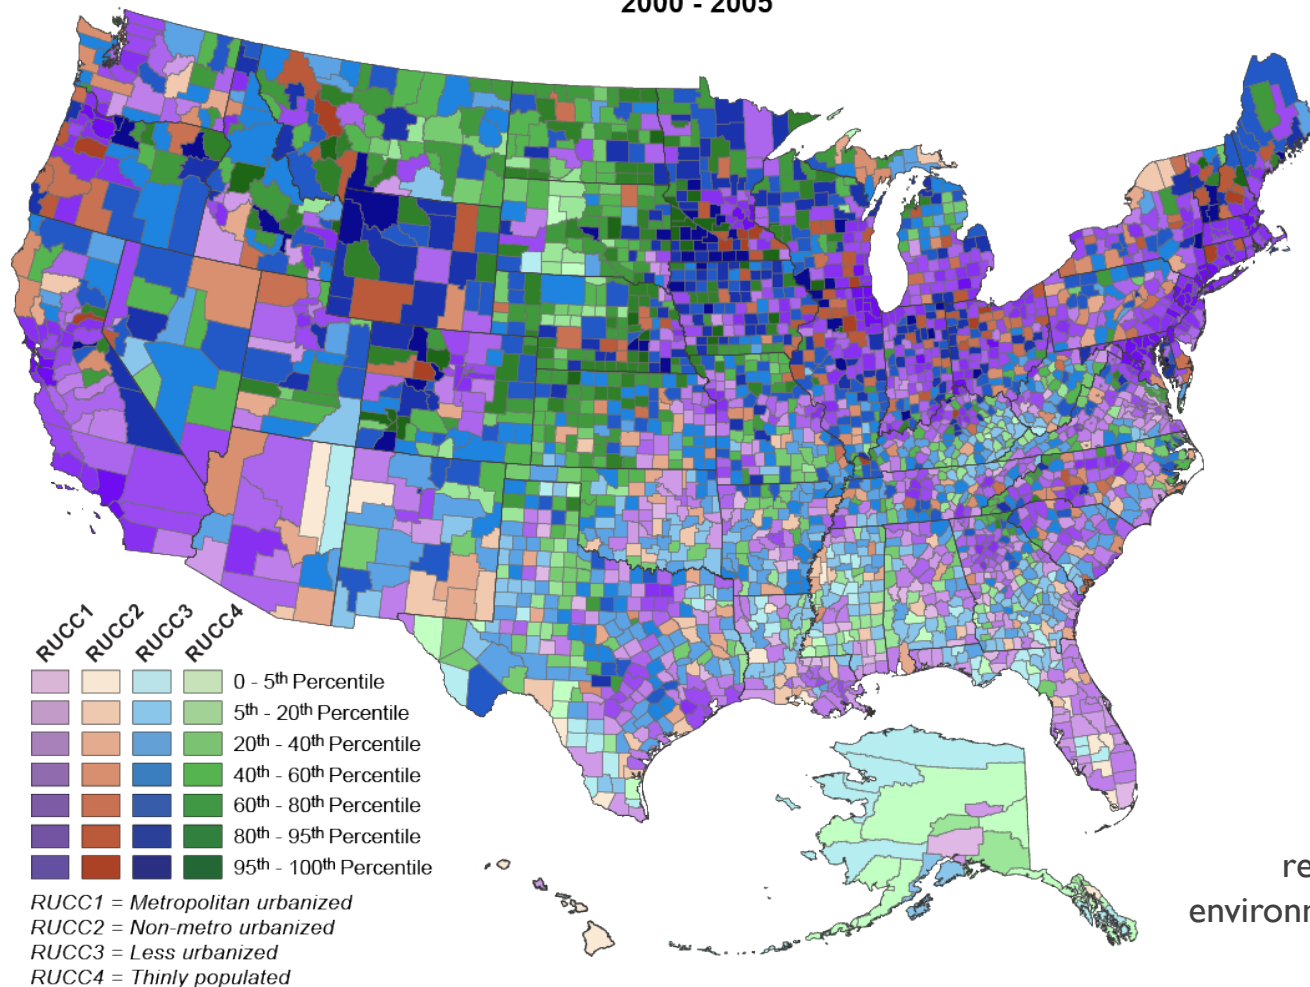 2000 - 2005
RUCC1 RUCC2 RUCC3 RUCC4
0 - 5th Percentile
5th - 20th Percentile
20th - 40th Percentile
40th - 60th Percentile
60th - 80th Percentile
80th - 95th Percentile
95th - 100th Percentile
RUCC1 = Metropolitan urbanized
RUCC2 = Non-metro urbanized
RUCC3 = Less urbanized
RUCC4 = Thinly populated
re
environ